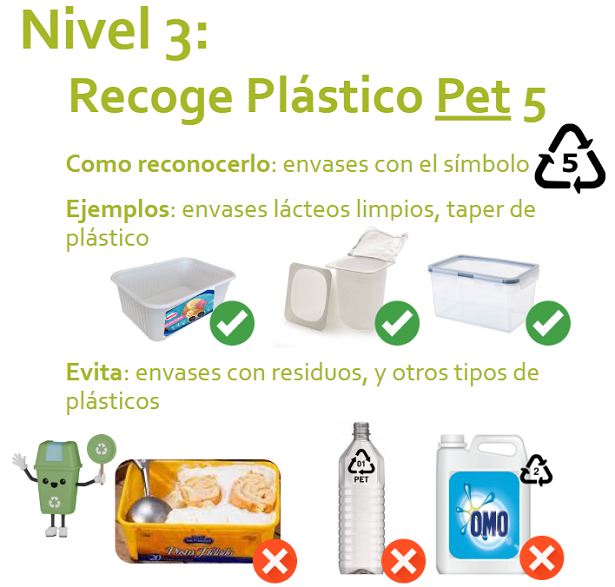 Nivel 3:
Recoge Plástico Pet 5
Como reconocerlo: envases con el símbolo
5
Ejemplos: envases lácteos limpios, taper de
plástico
Evita: envases con residuos, y otros tipos de
plásticos
01
PET
2
OMO